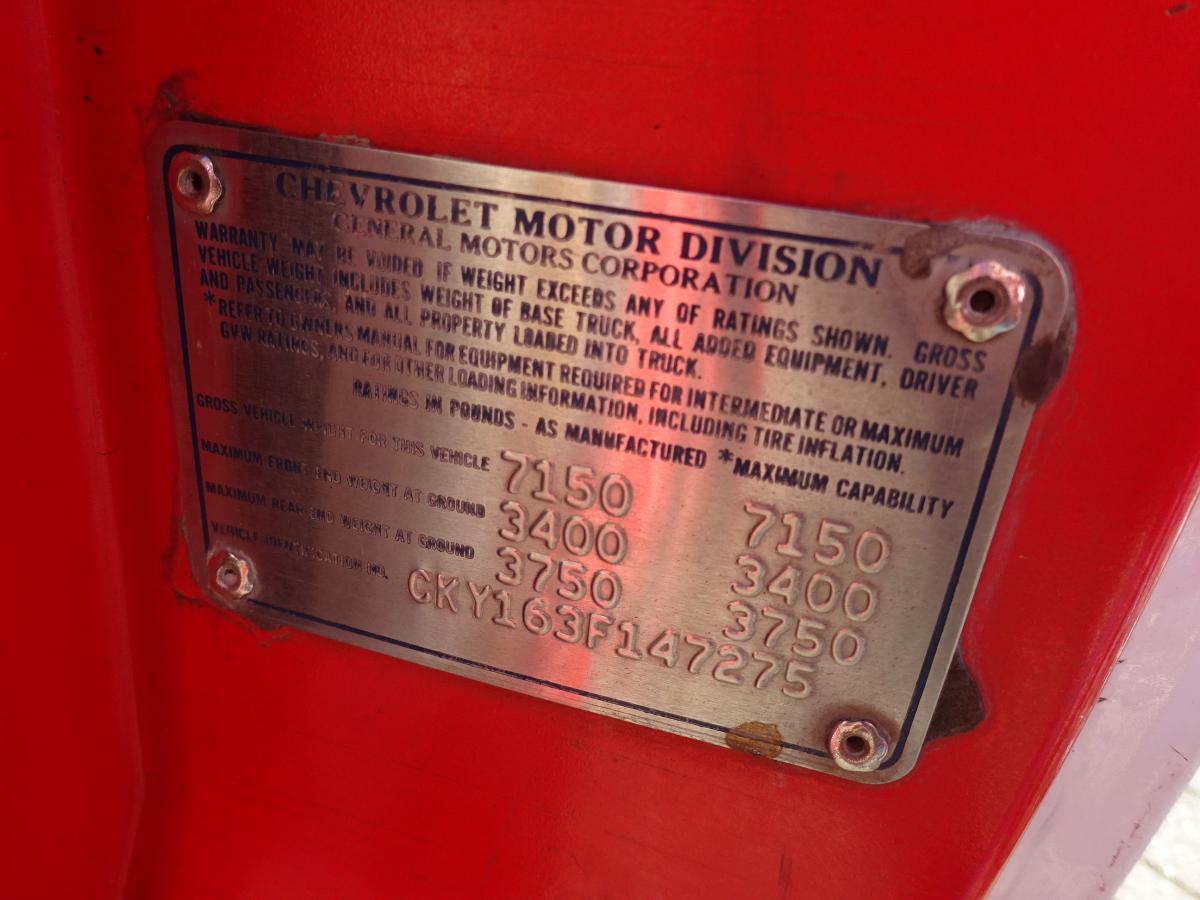 CHEVROLET MOTOR DIVISION
GENERAL MOTORS CORPORATION
WARRANTY MAY BE VOIDED IF WEIGHT EXCEEDS ANY OF RATINGS SHOWN. GROSS
VEHICLE WEIGHT INCLUDES WEIGHT OF BASE TRUCK, ALL ADDED EQUIPMENT, DRIVER
AND PASSENGERS, AND ALL PROPERTY LOADED INTO TRUCK.
*REFER TO OWNERS MANUAL FOR EQUIPMENT REQUIRED FOR INTERMEDIATE OR MAXIMUM
GVW RATINGS, AND FOR OTHER LOADING INFORMATION, INCLUDING TIRE INFLATION.
RATINGS IN POUNDS - AS MANUFACTURED *MAXIMUM CAPABILITY
GROSS VEHICLE WEIGHT FOR THIS VEHICLE 7150 7150
MAXIMUM FRONT END WEIGHT AT GROUND 3400 3400
MAXIMUM REAR END WEIGHT AT GROUND 3750 3750
VEHICLE IDENTIFICATION NO. CKY163F147275